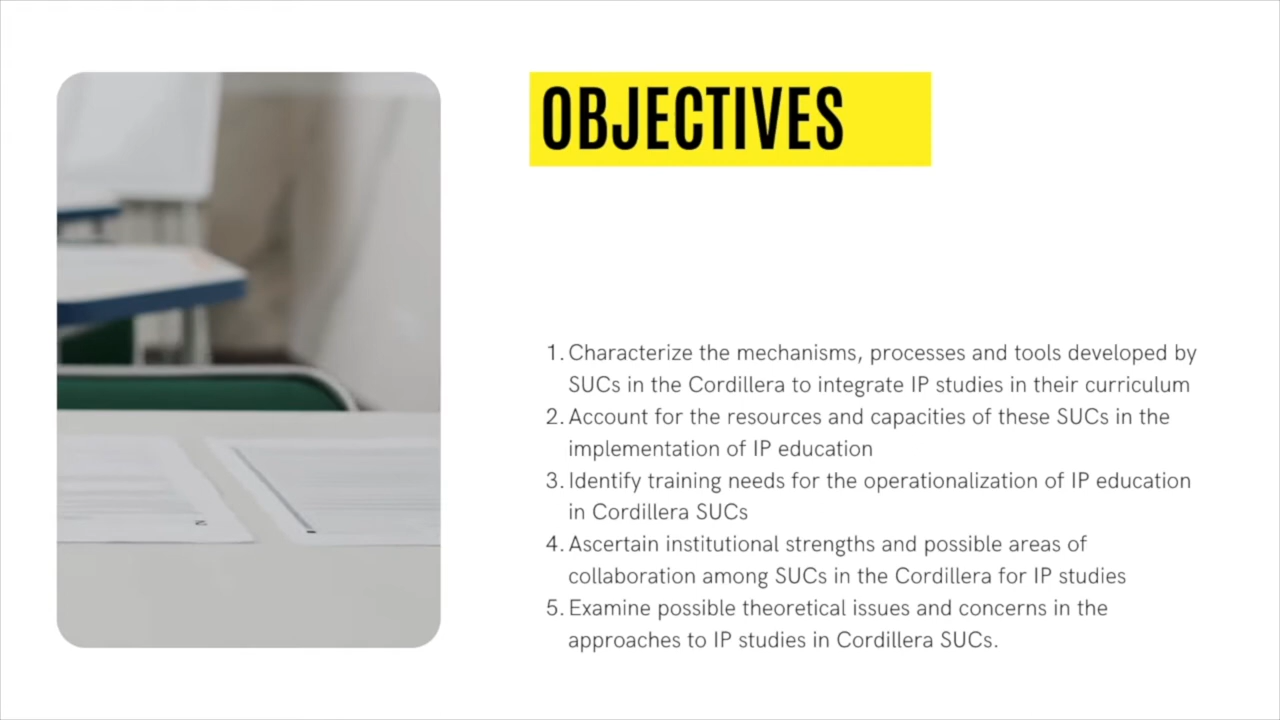 OBJECTIVES
1. Characterize the mechanisms, processes and tools developed by
SUCs in the Cordillera to integrate IP studies in their curriculum
2. Account for the resources and capacities of these SUCs in the
implementation of IP education
3. Identify training needs for the operationalization of IP education
in Cordillera SUCs
4. Ascertain institutional strengths and possible areas of
collaboration among SUCs in the Cordillera for IP studies
5. Examine possible theoretical issues and concerns in the
approaches to IP studies in Cordillera SUCs.